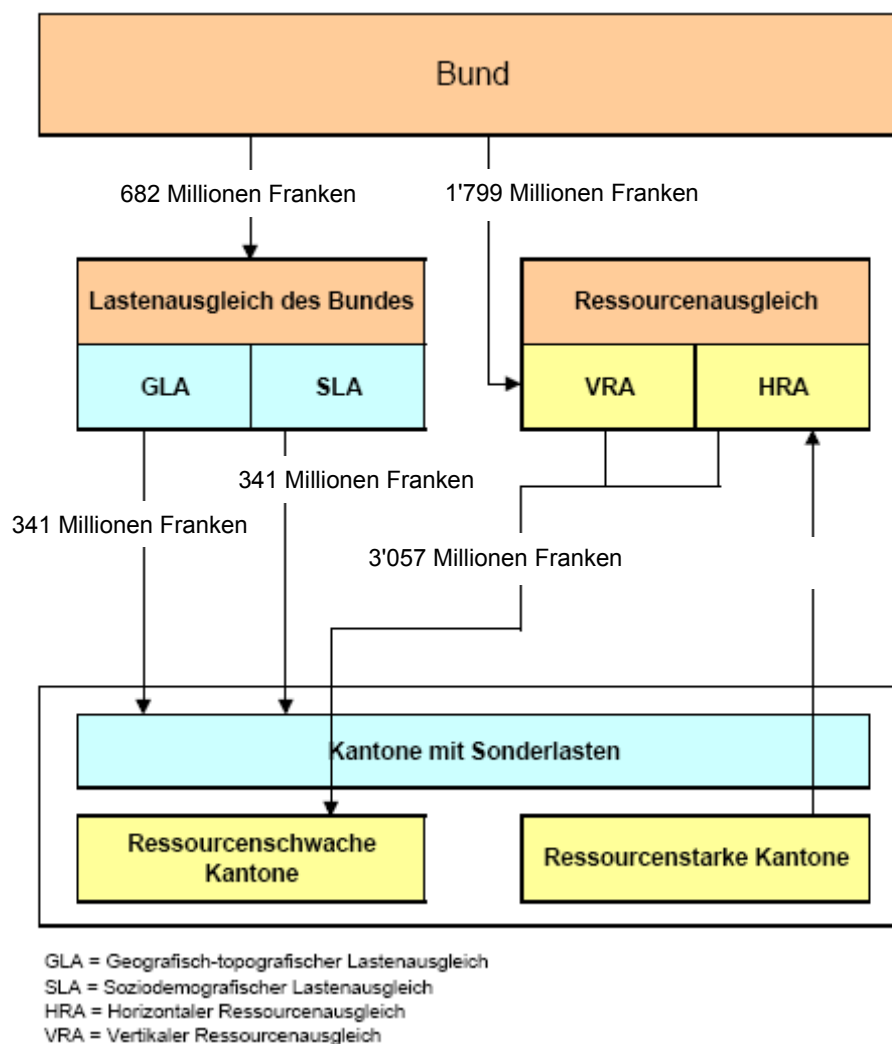 Bund
682 Millionen Franken
1'799 Millionen Franken
Lastenausgleich des Bundes
Ressourcenausgleich
GLA
SLA
VRA
HRA
341 Millionen Franken
341 Millionen Franken
3'057 Millionen Franken
Kantone mit Sonderlasten
Ressourcenschwache
Kantone
Ressourcenstarke Kantone
GLA = Geografisch-topografischer Lastenausgleich
SLA = Soziodemografischer Lastenausgleich
HRA = Horizontaler Ressourcenausgleich
VRA = Vertikaler Ressourcenausgleich